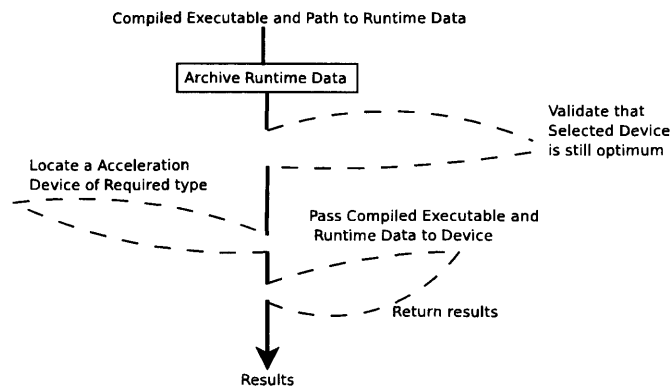 Compiled Executable and Path to Runtime Data
Archive Runtime Data
Validate that
Selected Device
is still optimum
Locate a Acceleration
Device of Required type
Pass Compiled Executable and
Runtime Data to Device
Return results
Results